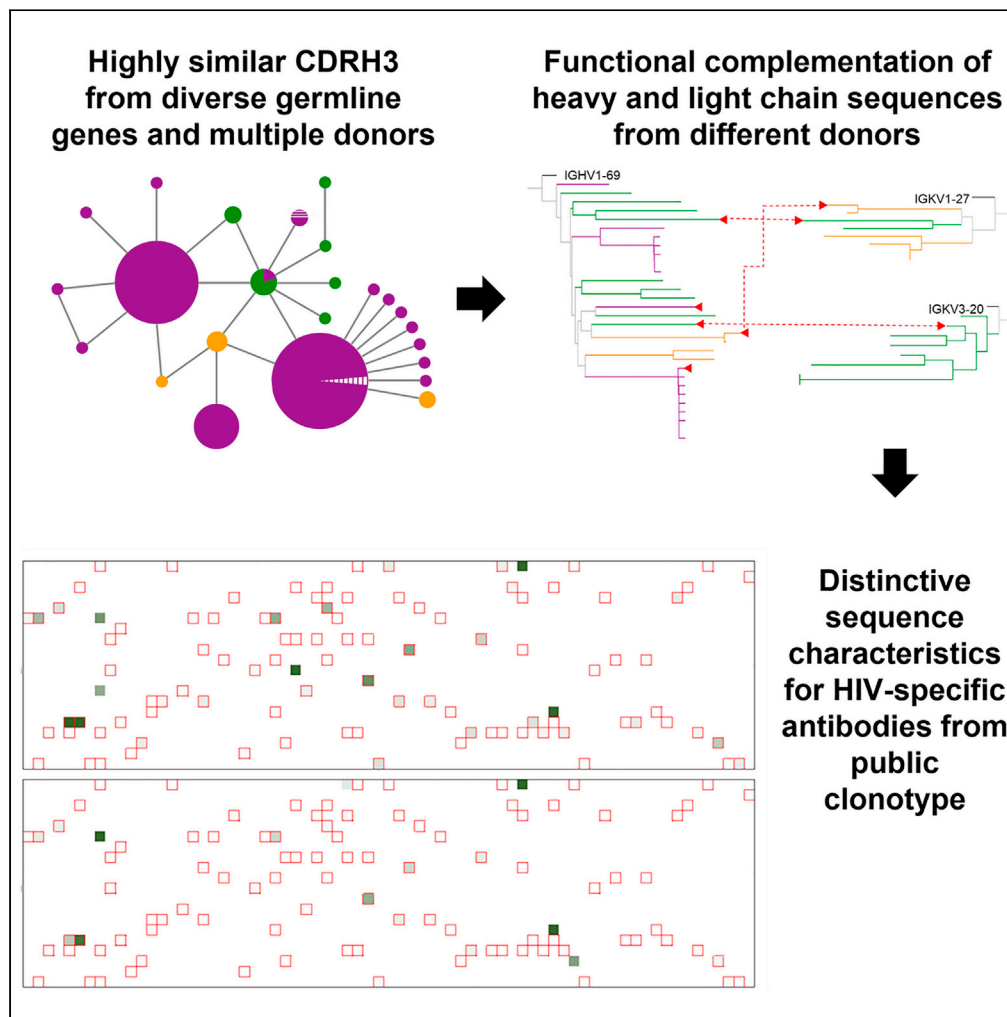 Highly similar CDRH3
from diverse germline
genes and multiple donors
Functional complementation of
heavy and light chain sequences
from different donors
IGHV1-69
IGKV1-27
IGKV3-20
Distinctive
sequence
characteristics
for HIV-specific
antibodies from
public
clonotype